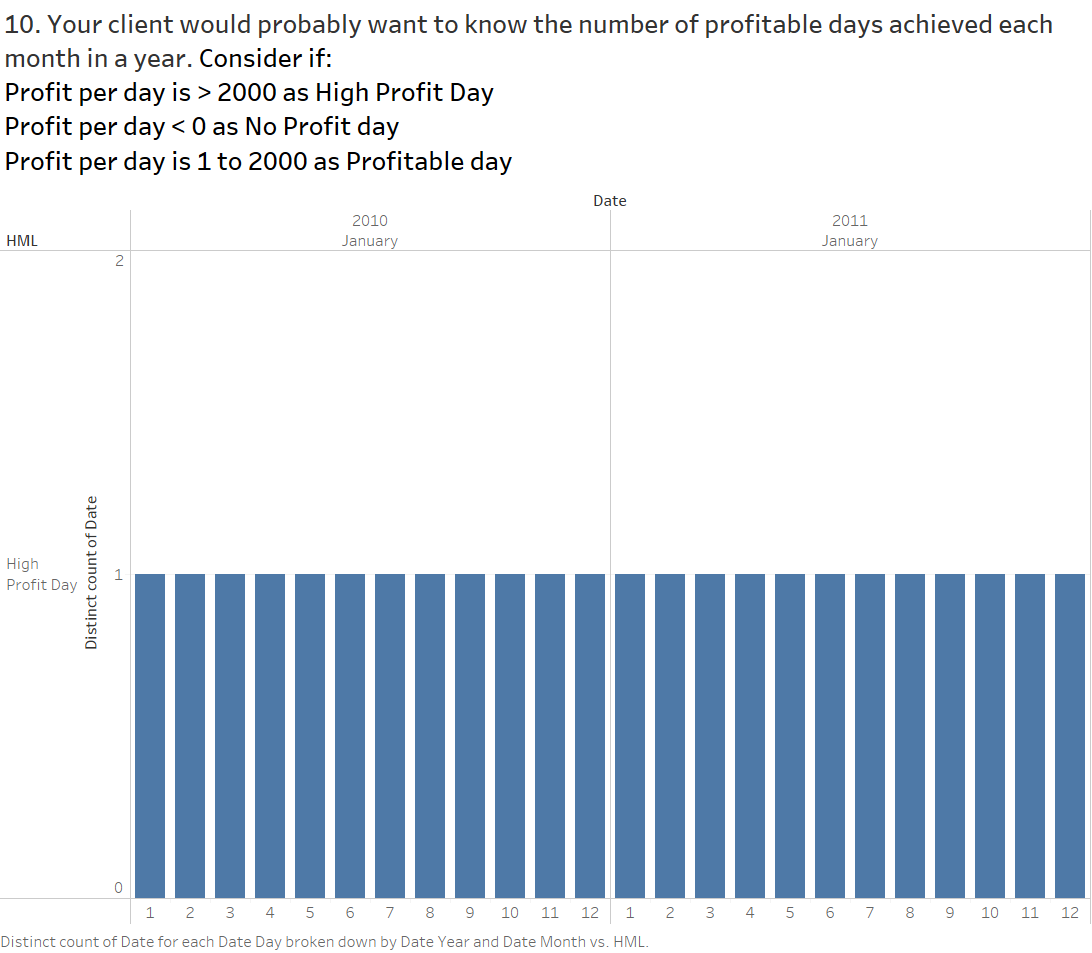 10. Your client would probably want to know the number of profitable days achieved each
month in a year. Consider if:
Profit per day is > 2000 as High Profit Day
Profit per day < 0 as No Profit day
Profit per day is 1 to 2000 as Profitable day
Date
2010
2011
HML
January
January
2
High
Profit Day
Distinct count of Date
1
0
1 2 3 4 5 6 7 8 9 10 11 12 1 2 3 4 5 6 7 8 9 10 11 12
Distinct count of Date for each Date Day broken down by Date Year and Date Month vs. HML.